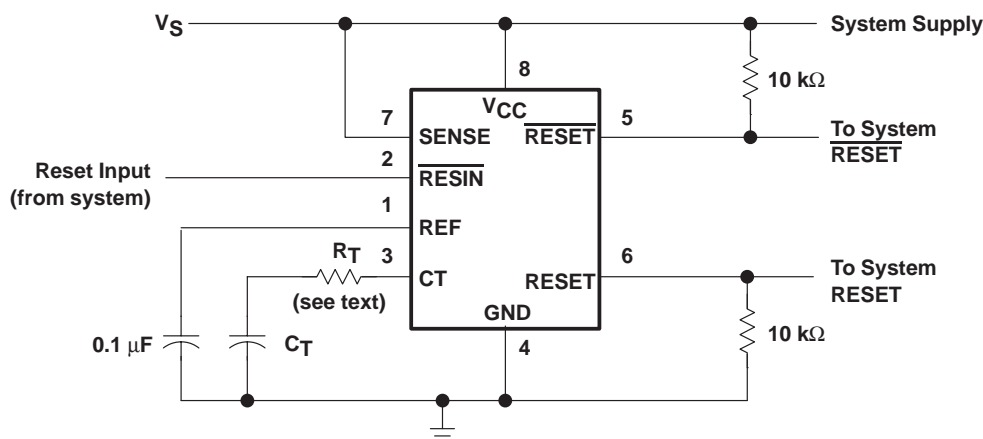 VS
System Supply
8
10 kΩ
VCC
7
SENSE
RESET
5
To System
RESET
2
Reset Input
(from system)
RESIN
1
REF
RT
3
CT
(see text)
RESET
6
To System
RESET
GND
4
0.1 μF
CT
10 kΩ